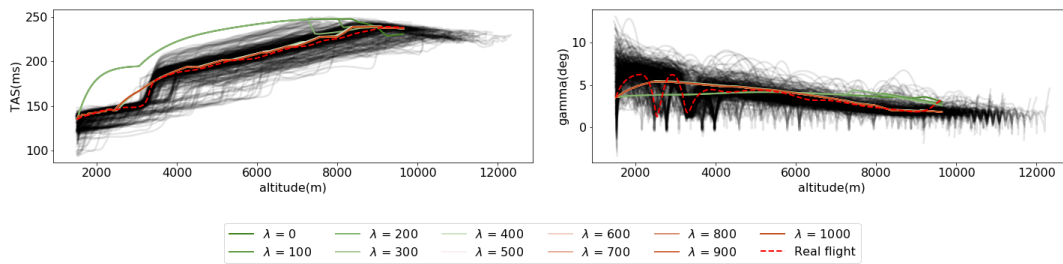 TAS(ms)
250
200
150
100
2000 4000 6000 8000 10000 12000
altitude(m)
gamma(deg)
10
5
0
2000 4000 6000 8000 10000 12000
altitude(m)
λ = 0 λ = 200 λ = 400 λ = 600 λ = 800 λ = 1000
λ = 100 λ = 300 λ = 500 λ = 700 λ = 900 Real flight